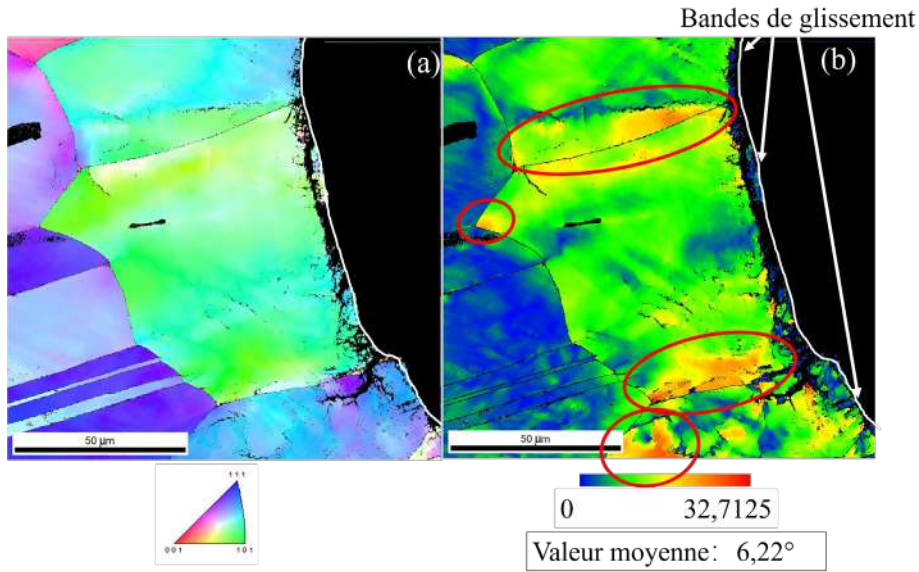 Bandes de glissement
(a)
(b)
50 µm
50 µm
111
001
101
0
32,7125
Valeur moyenne: 6,22°